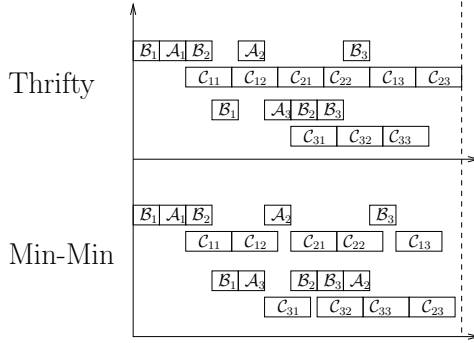 B₁ A₁ B₂ A₂ B₃
Thrifty
C₁₁ C₁₂ C₂₁ C₂₂ C₁₃ C₂₃
B₁ A₃ B₂ B₃
C₃₁ C₃₂ C₃₃
B₁ A₁ B₂ A₂ B₃
Min-Min
C₁₁ C₁₂ C₂₁ C₂₂ C₁₃
B₁ A₃ B₂ B₃ A₂
C₃₁ C₃₂ C₃₃ C₂₃